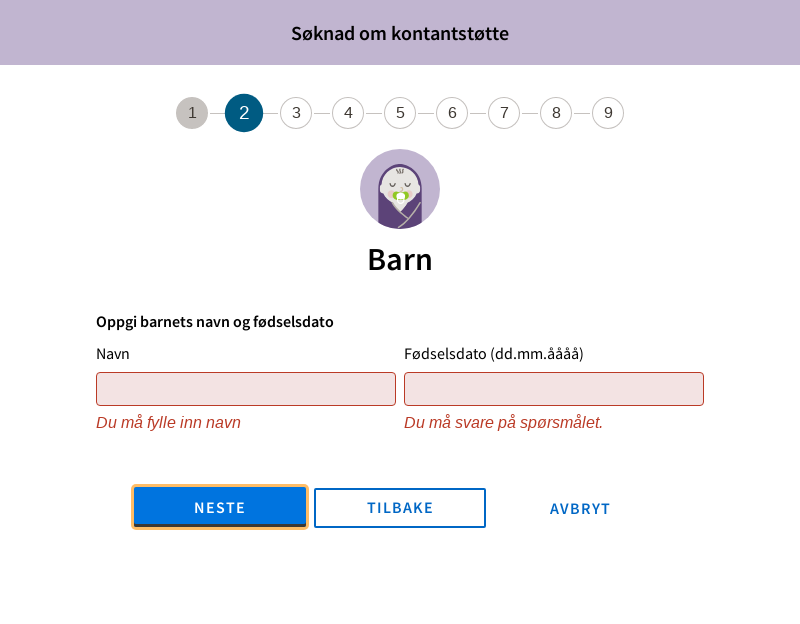 Søknad om kontantstøtte
1 2 3 4 5 6 7 8 9
Barn
Oppgi barnets navn og fødselsdato
Navn Fødselsdato (dd.mm.åååå)
Du må fylle inn navn Du må svare på spørsmålet.
NESTE TILBAKE AVBRYT